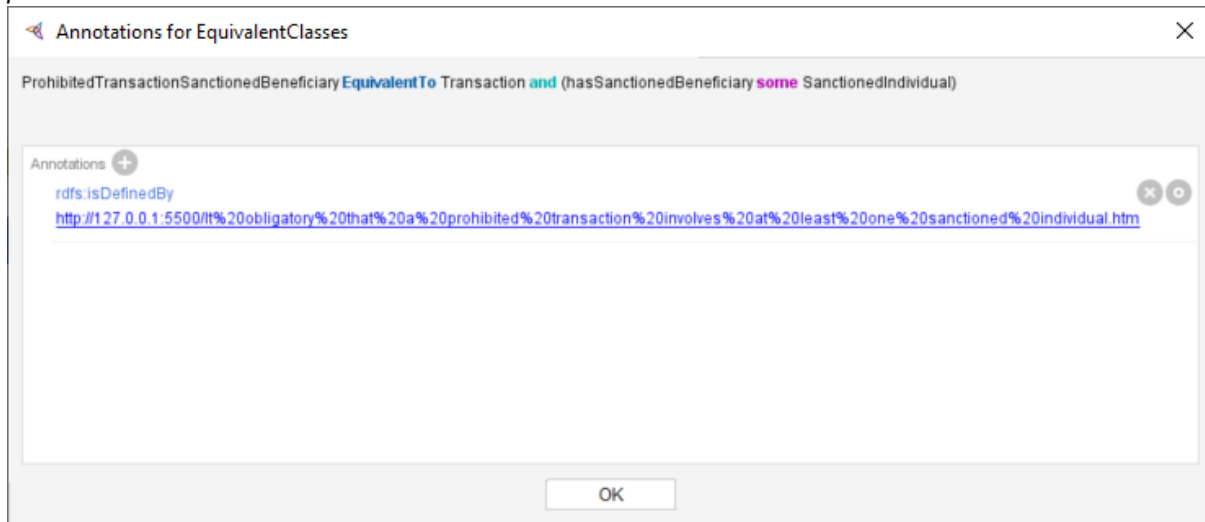 Annotations for EquivalentClasses
ProhibitedTransactionSanctionedBeneficiary EquivalentTo Transaction and (hasSanctionedBeneficiary some SanctionedIndividual)
Annotations
rdfs:isDefinedBy
http://127.0.0.1:5500/It%20obligatory%20that%20a%20prohibited%20transaction%20involves%20at%20least%20one%20sanctioned%20individual.htm
OK